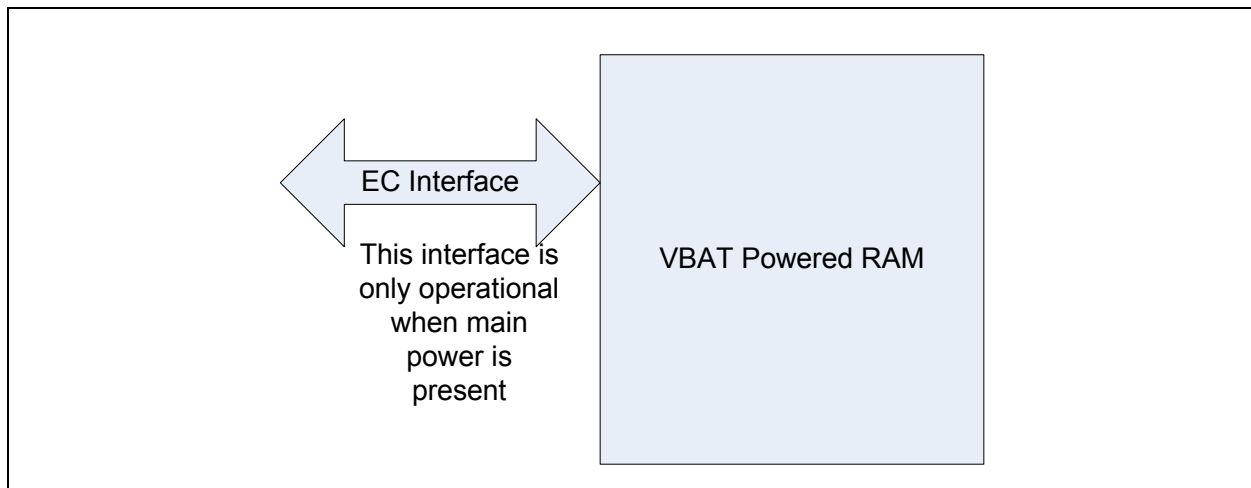 EC Interface
This interface is
only operational
when main
power is
present
VBAT Powered RAM